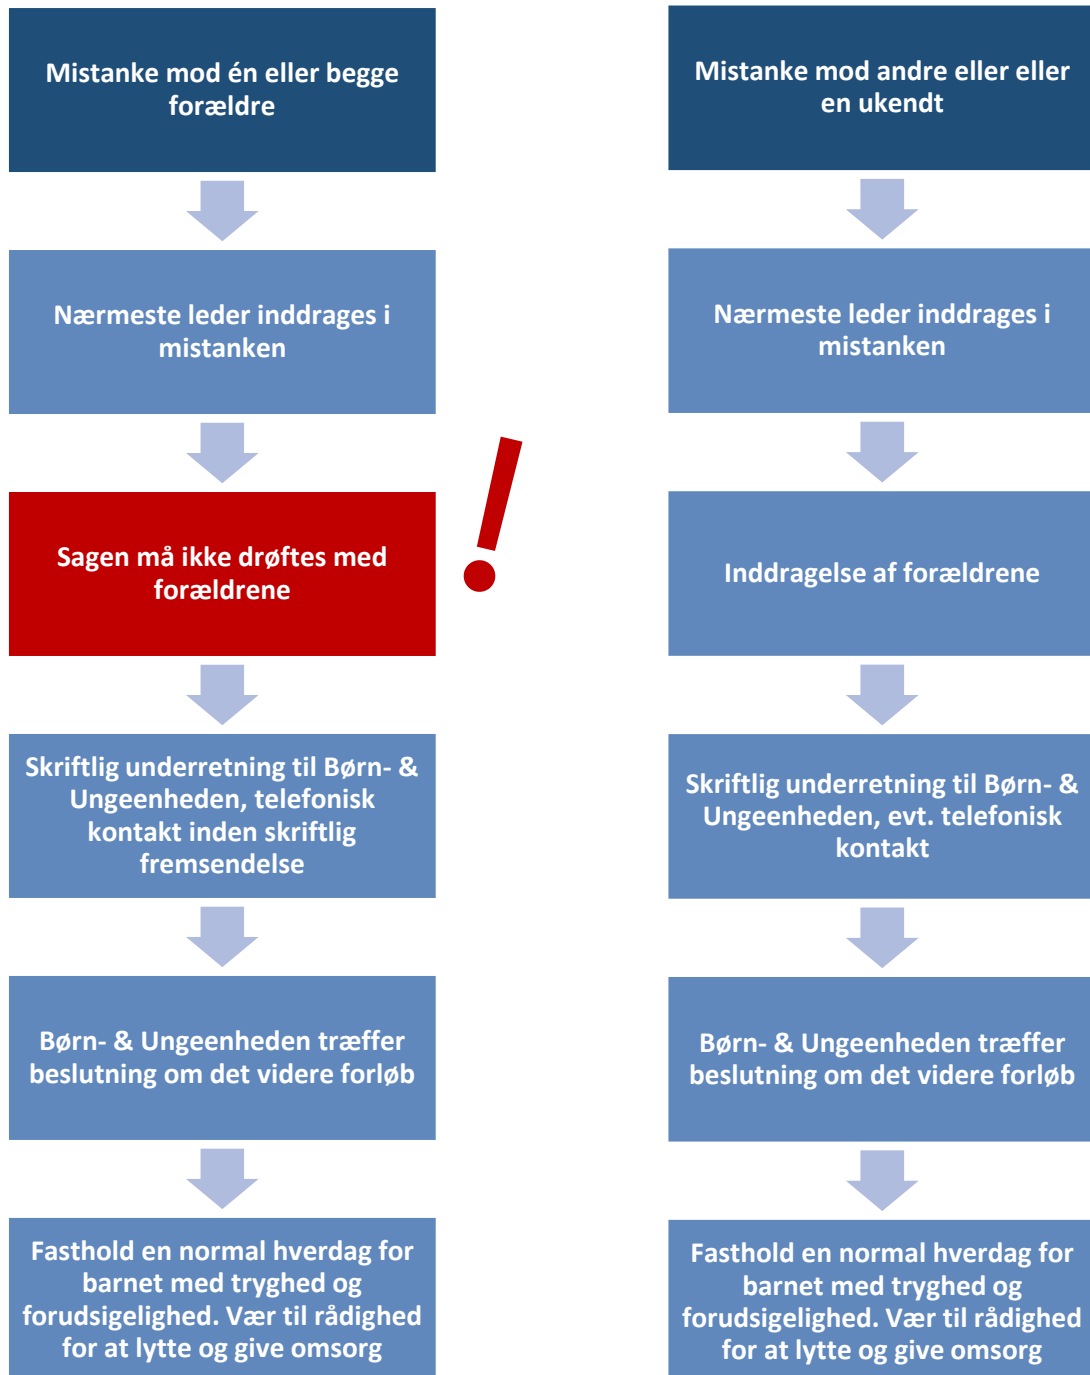 Mistanke mod én eller begge
forældre
Nærmeste leder inddrages i
mistanken
Sagen må ikke drøftes med
forældrene
!
Skriftlig underretning til Børn- &
Ungeenheden, telefonisk
kontakt inden skriftlig
fremsendelse
Børn- & Ungeenheden træffer
beslutning om det videre forløb
Fasthold en normal hverdag for
barnet med tryghed og
forudsigelighed. Vær til rådighed
for at lytte og give omsorg
Mistanke mod andre eller eller
en ukendt
Nærmeste leder inddrages i
mistanken
Inddragelse af forældrene
Skriftlig underretning til Børn- &
Ungeenheden, evt. telefonisk
kontakt
Børn- & Ungeenheden træffer
beslutning om det videre forløb
Fasthold en normal hverdag for
barnet med tryghed og
forudsigelighed. Vær til rådighed
for at lytte og give omsorg